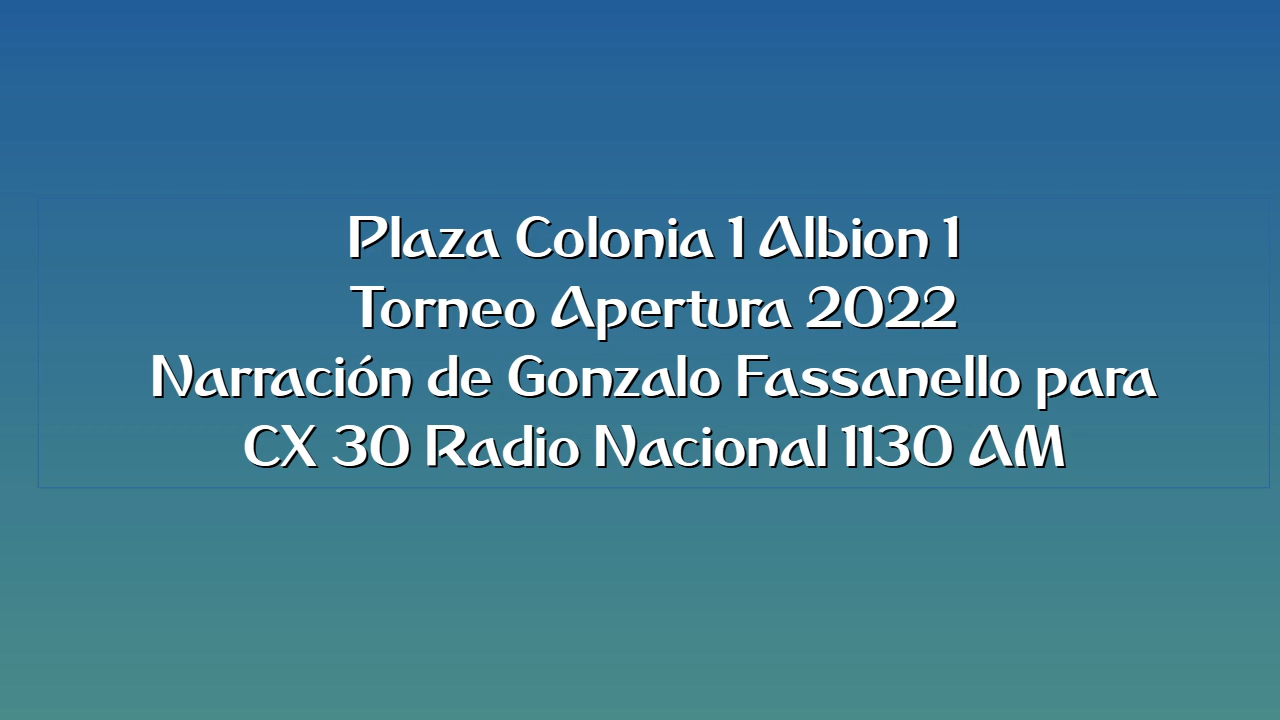 Plaza Colonia 1 Albion 1
Torneo Apertura 2022
Narración de Gonzalo Fassanello para
CX 30 Radio Nacional 1130 AM